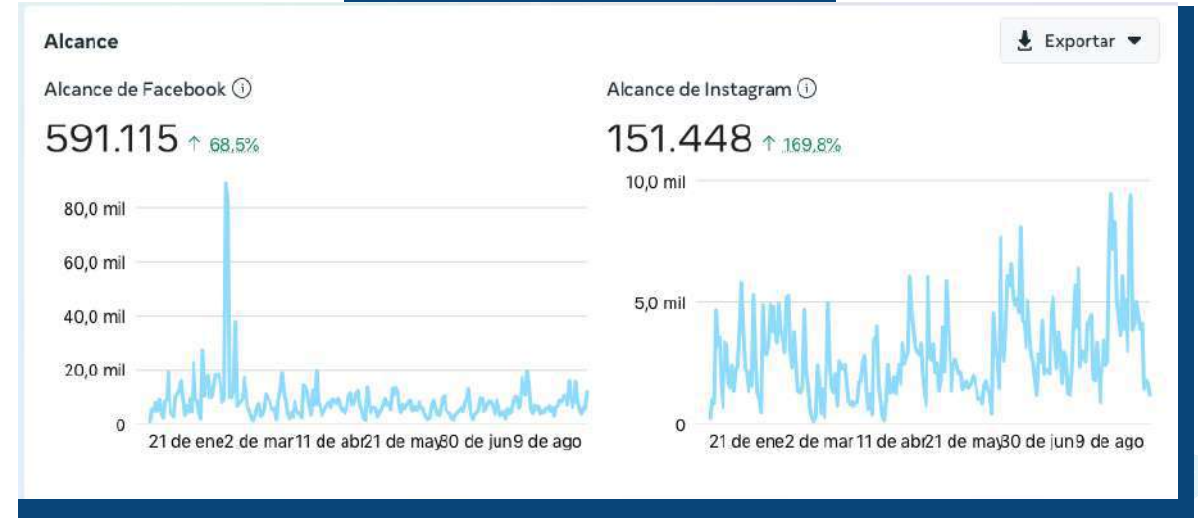 Alcance
Exportar
Alcance de Facebook
591.115 ↑ 68,5%
80,0 mil
60,0 mil
40,0 mil
20,0 mil
0
21 de ene2 de mar11 de abr21 de may30 de jun9 de ago
Alcance de Instagram
151.448 ↑ 169,8%
10,0 mil
5,0 mil
0
21 de ene2 de mar11 de abr21 de may30 de jun9 de ago